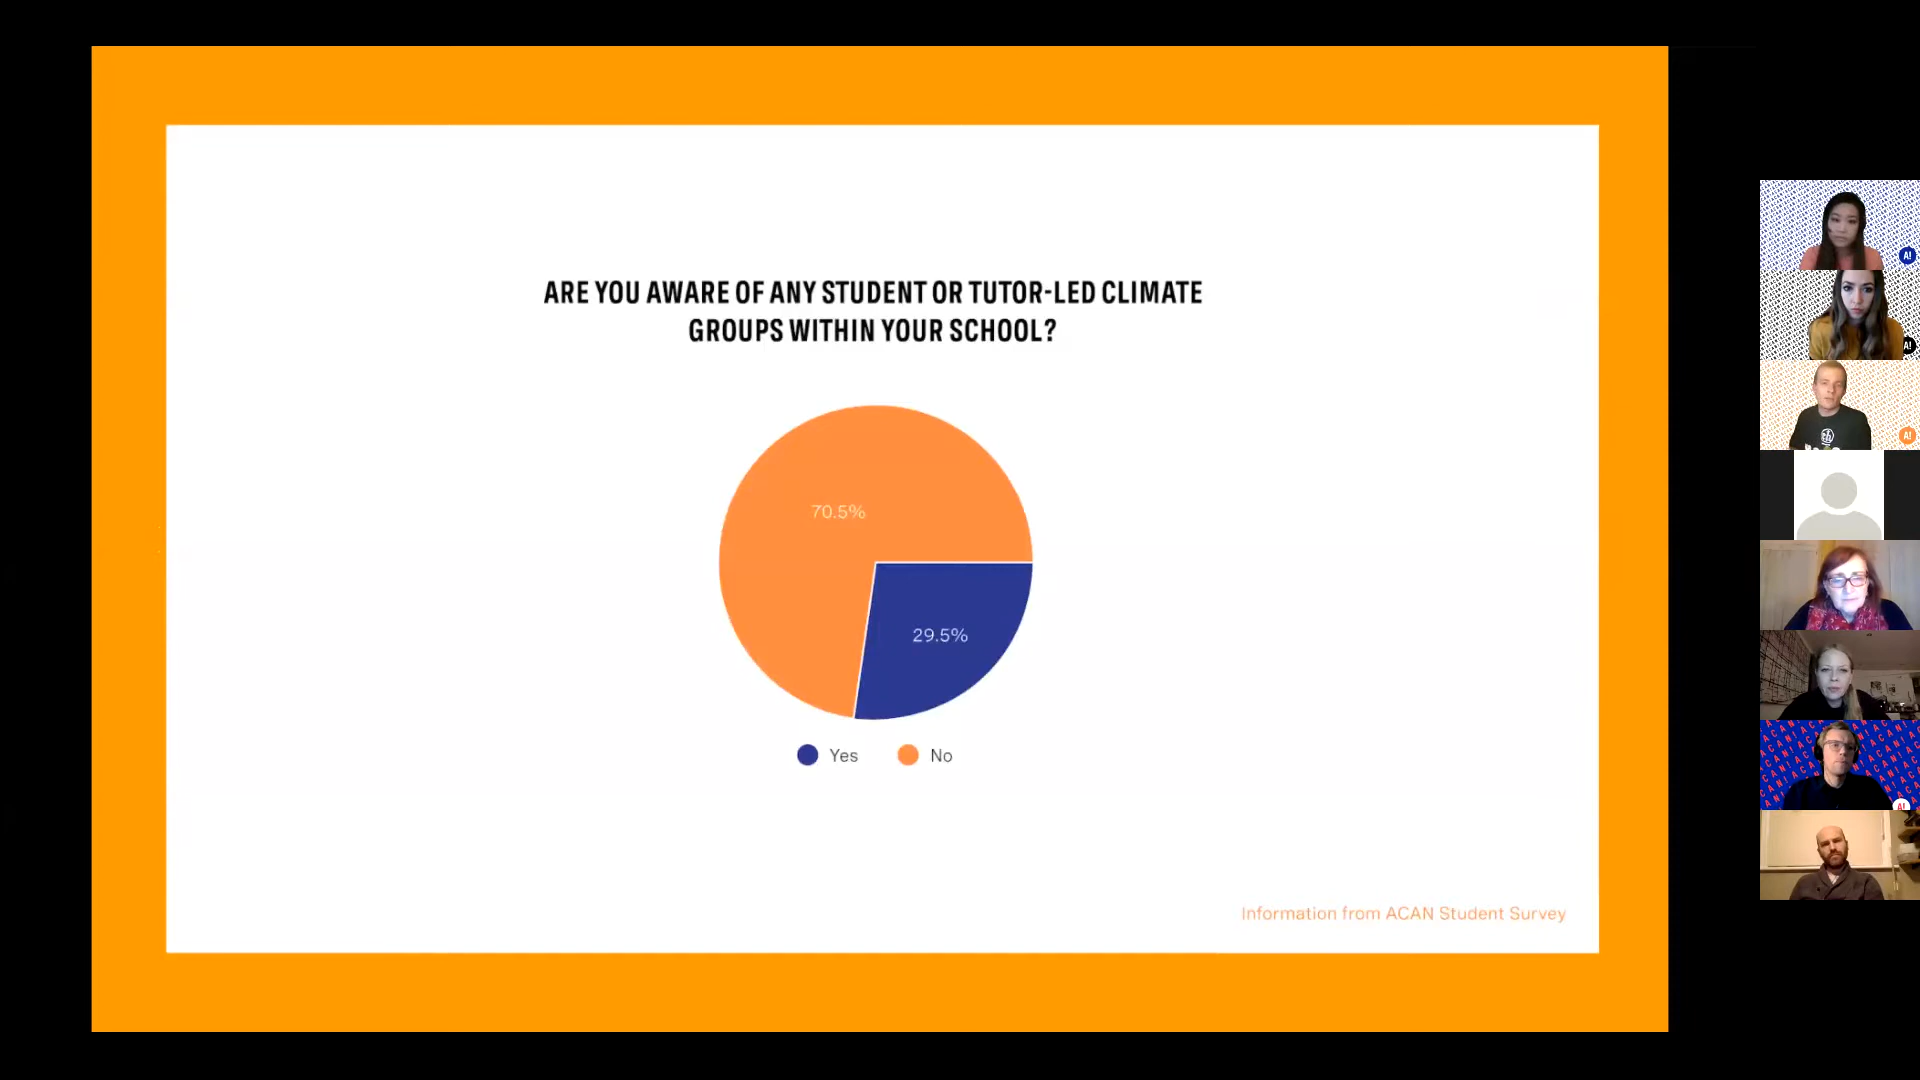 ARE YOU AWARE OF ANY STUDENT OR TUTOR-LED CLIMATE
GROUPS WITHIN YOUR SCHOOL?
70.5%
29.5%
Yes
No
Information from ACAN Student Survey
A!
A!
A!
A!